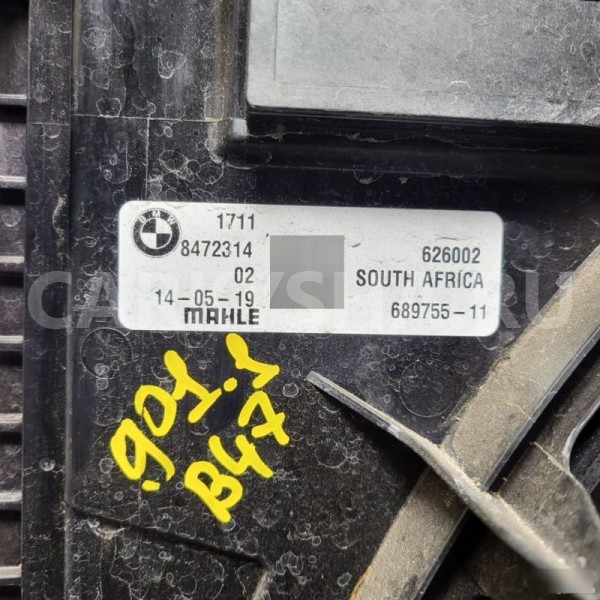 BMW
1711
8472314
02
14-05-19
MAHLE
626002
SOUTH AFRICA
689755-11
901.1
B47